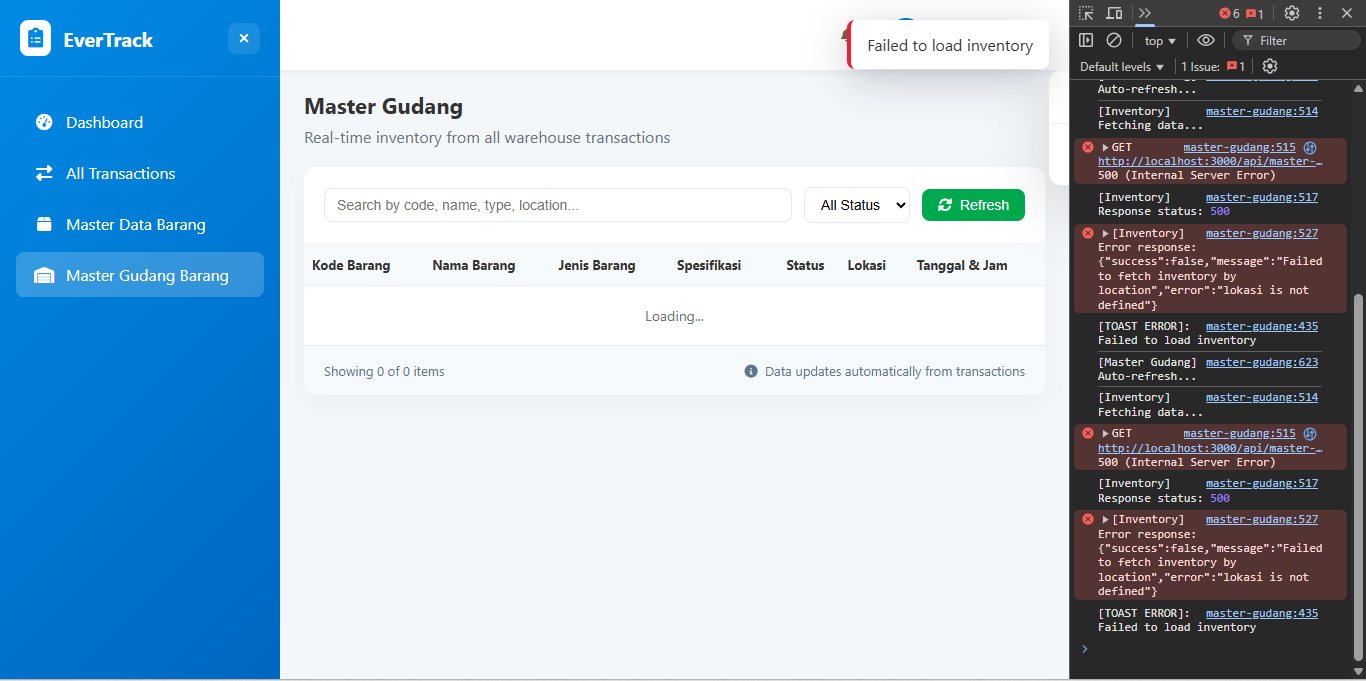 EverTrack
Dashboard
All Transactions
Master Data Barang
Master Gudang Barang
Failed to load inventory
Master Gudang
Real-time inventory from all warehouse transactions
Search by code, name, type, location...
All Status
Refresh
Kode Barang Nama Barang Jenis Barang Spesifikasi Status Lokasi Tanggal & Jam
Loading...
Showing 0 of 0 items
Data updates automatically from transactions
6 1
top
Filter
Default levels
1 Issue: 1
Auto-refresh...
[Inventory] master-gudang:514
Fetching data...
GET master-gudang:515
http://localhost:3000/api/master-…
500 (Internal Server Error)
[Inventory] master-gudang:517
Response status: 500
[Inventory] master-gudang:527
Error response:
{"success":false,"message":"Failed
to fetch inventory by
location","error":"lokasi is not
defined"}
[TOAST ERROR]: master-gudang:435
Failed to load inventory
[Master Gudang] master-gudang:623
Auto-refresh...
[Inventory] master-gudang:514
Fetching data...
GET master-gudang:515
http://localhost:3000/api/master-…
500 (Internal Server Error)
[Inventory] master-gudang:517
Response status: 500
[Inventory] master-gudang:527
Error response:
{"success":false,"message":"Failed
to fetch inventory by
location","error":"lokasi is not
defined"}
[TOAST ERROR]: master-gudang:435
Failed to load inventory